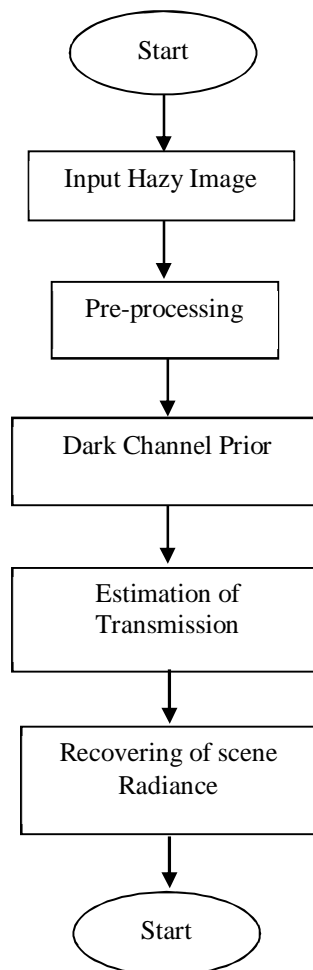 Start
Input Hazy Image
Pre-processing
Dark Channel Prior
Estimation of
Transmission
Recovering of scene
Radiance
Start